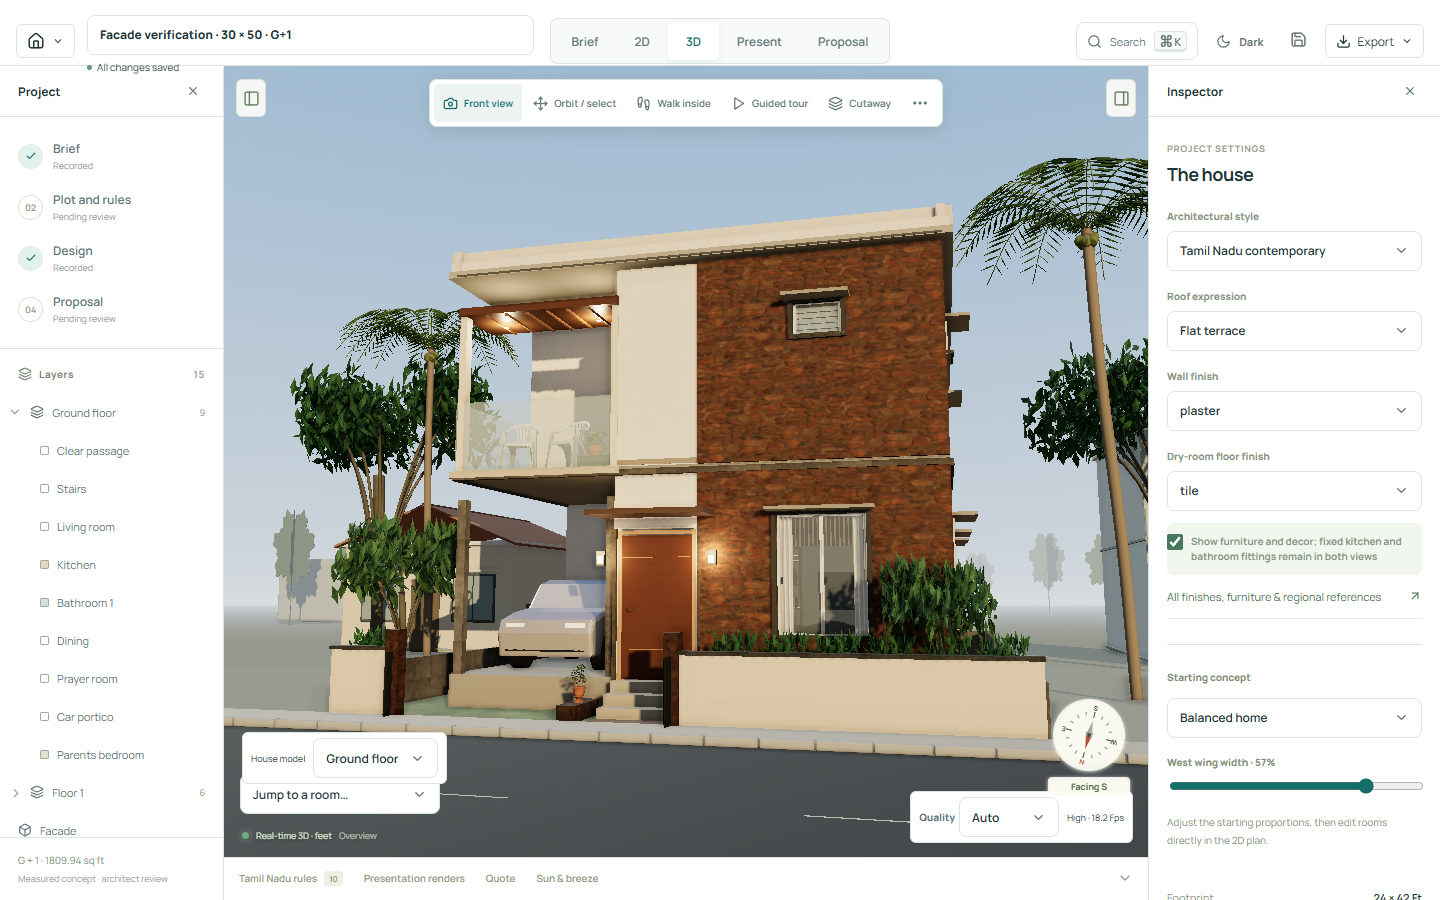 Facade verification · 30 × 50 · G+1
All changes saved
Brief
2D
3D
Present
Proposal
Search ⌘K
Dark
Export
Project
Brief
Recorded
02
Plot and rules
Pending review
Design
Recorded
04
Proposal
Pending review
Layers 15
Ground floor 9
Clear passage
Stairs
Living room
Kitchen
Bathroom 1
Dining
Prayer room
Car portico
Parents bedroom
Floor 1 6
Facade
G + 1 · 1809.94 sq ft
Measured concept · architect review
Front view
Orbit / select
Walk inside
Guided tour
Cutaway
House model
Ground floor
Jump to a room...
Real-time 3D · feet Overview
S
W
N
E
Facing S
Quality
Auto
High · 18.2 Fps
Tamil Nadu rules 10
Presentation renders
Quote
Sun & breeze
Inspector
PROJECT SETTINGS
The house
Architectural style
Tamil Nadu contemporary
Roof expression
Flat terrace
Wall finish
plaster
Dry-room floor finish
tile
Show furniture and decor; fixed kitchen and
bathroom fittings remain in both views
All finishes, furniture & regional references
Starting concept
Balanced home
West wing width · 57%
Adjust the starting proportions, then edit rooms
directly in the 2D plan.
Footprint 24 × 42 Ft